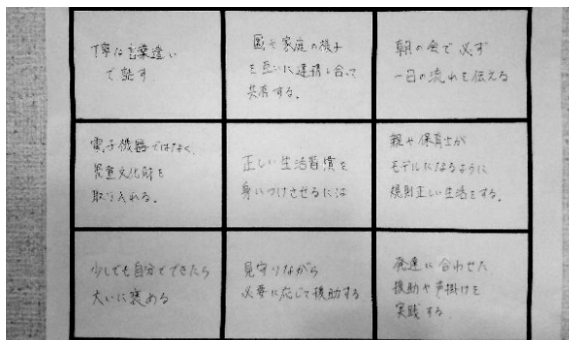 丁寧な言葉遣い
で話す
園や家庭の様子
を互いに連携し合って
共有する。
朝の会で必ず
一日の流れを伝える
電子機器ではなく、
児童文化財を
取り入れる。
正しい生活習慣を
身につけさせるには
親や保育士が
モデルになるように
規則正しい生活をする。
少しでも自分でできたら
大いに褒める
見守りながら
必要に応じて援助する
発達に合わせた
援助や声掛けを
実践する